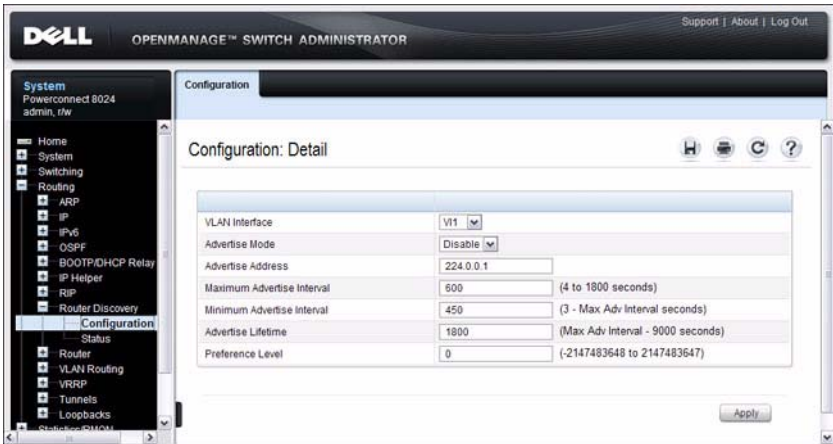 Support | About | Log Out
DELL OPENMANAGE™ SWITCH ADMINISTRATOR
System
Powerconnect 8024
admin, r/w
Home
System
Switching
Routing
ARP
IP
IPv6
OSPF
BOOTP/DHCP Relay
IP Helper
RIP
Router Discovery
Configuration
Status
Router
VLAN Routing
VRRP
Tunnels
Loopbacks
Statistics/RMON
Configuration
Configuration: Detail
VLAN Interface Vl1
Advertise Mode Disable
Advertise Address 224.0.0.1
Maximum Advertise Interval 600 (4 to 1800 seconds)
Minimum Advertise Interval 450 (3 - Max Adv Interval seconds)
Advertise Lifetime 1800 (Max Adv Interval - 9000 seconds)
Preference Level 0 (-2147483648 to 2147483647)
Apply